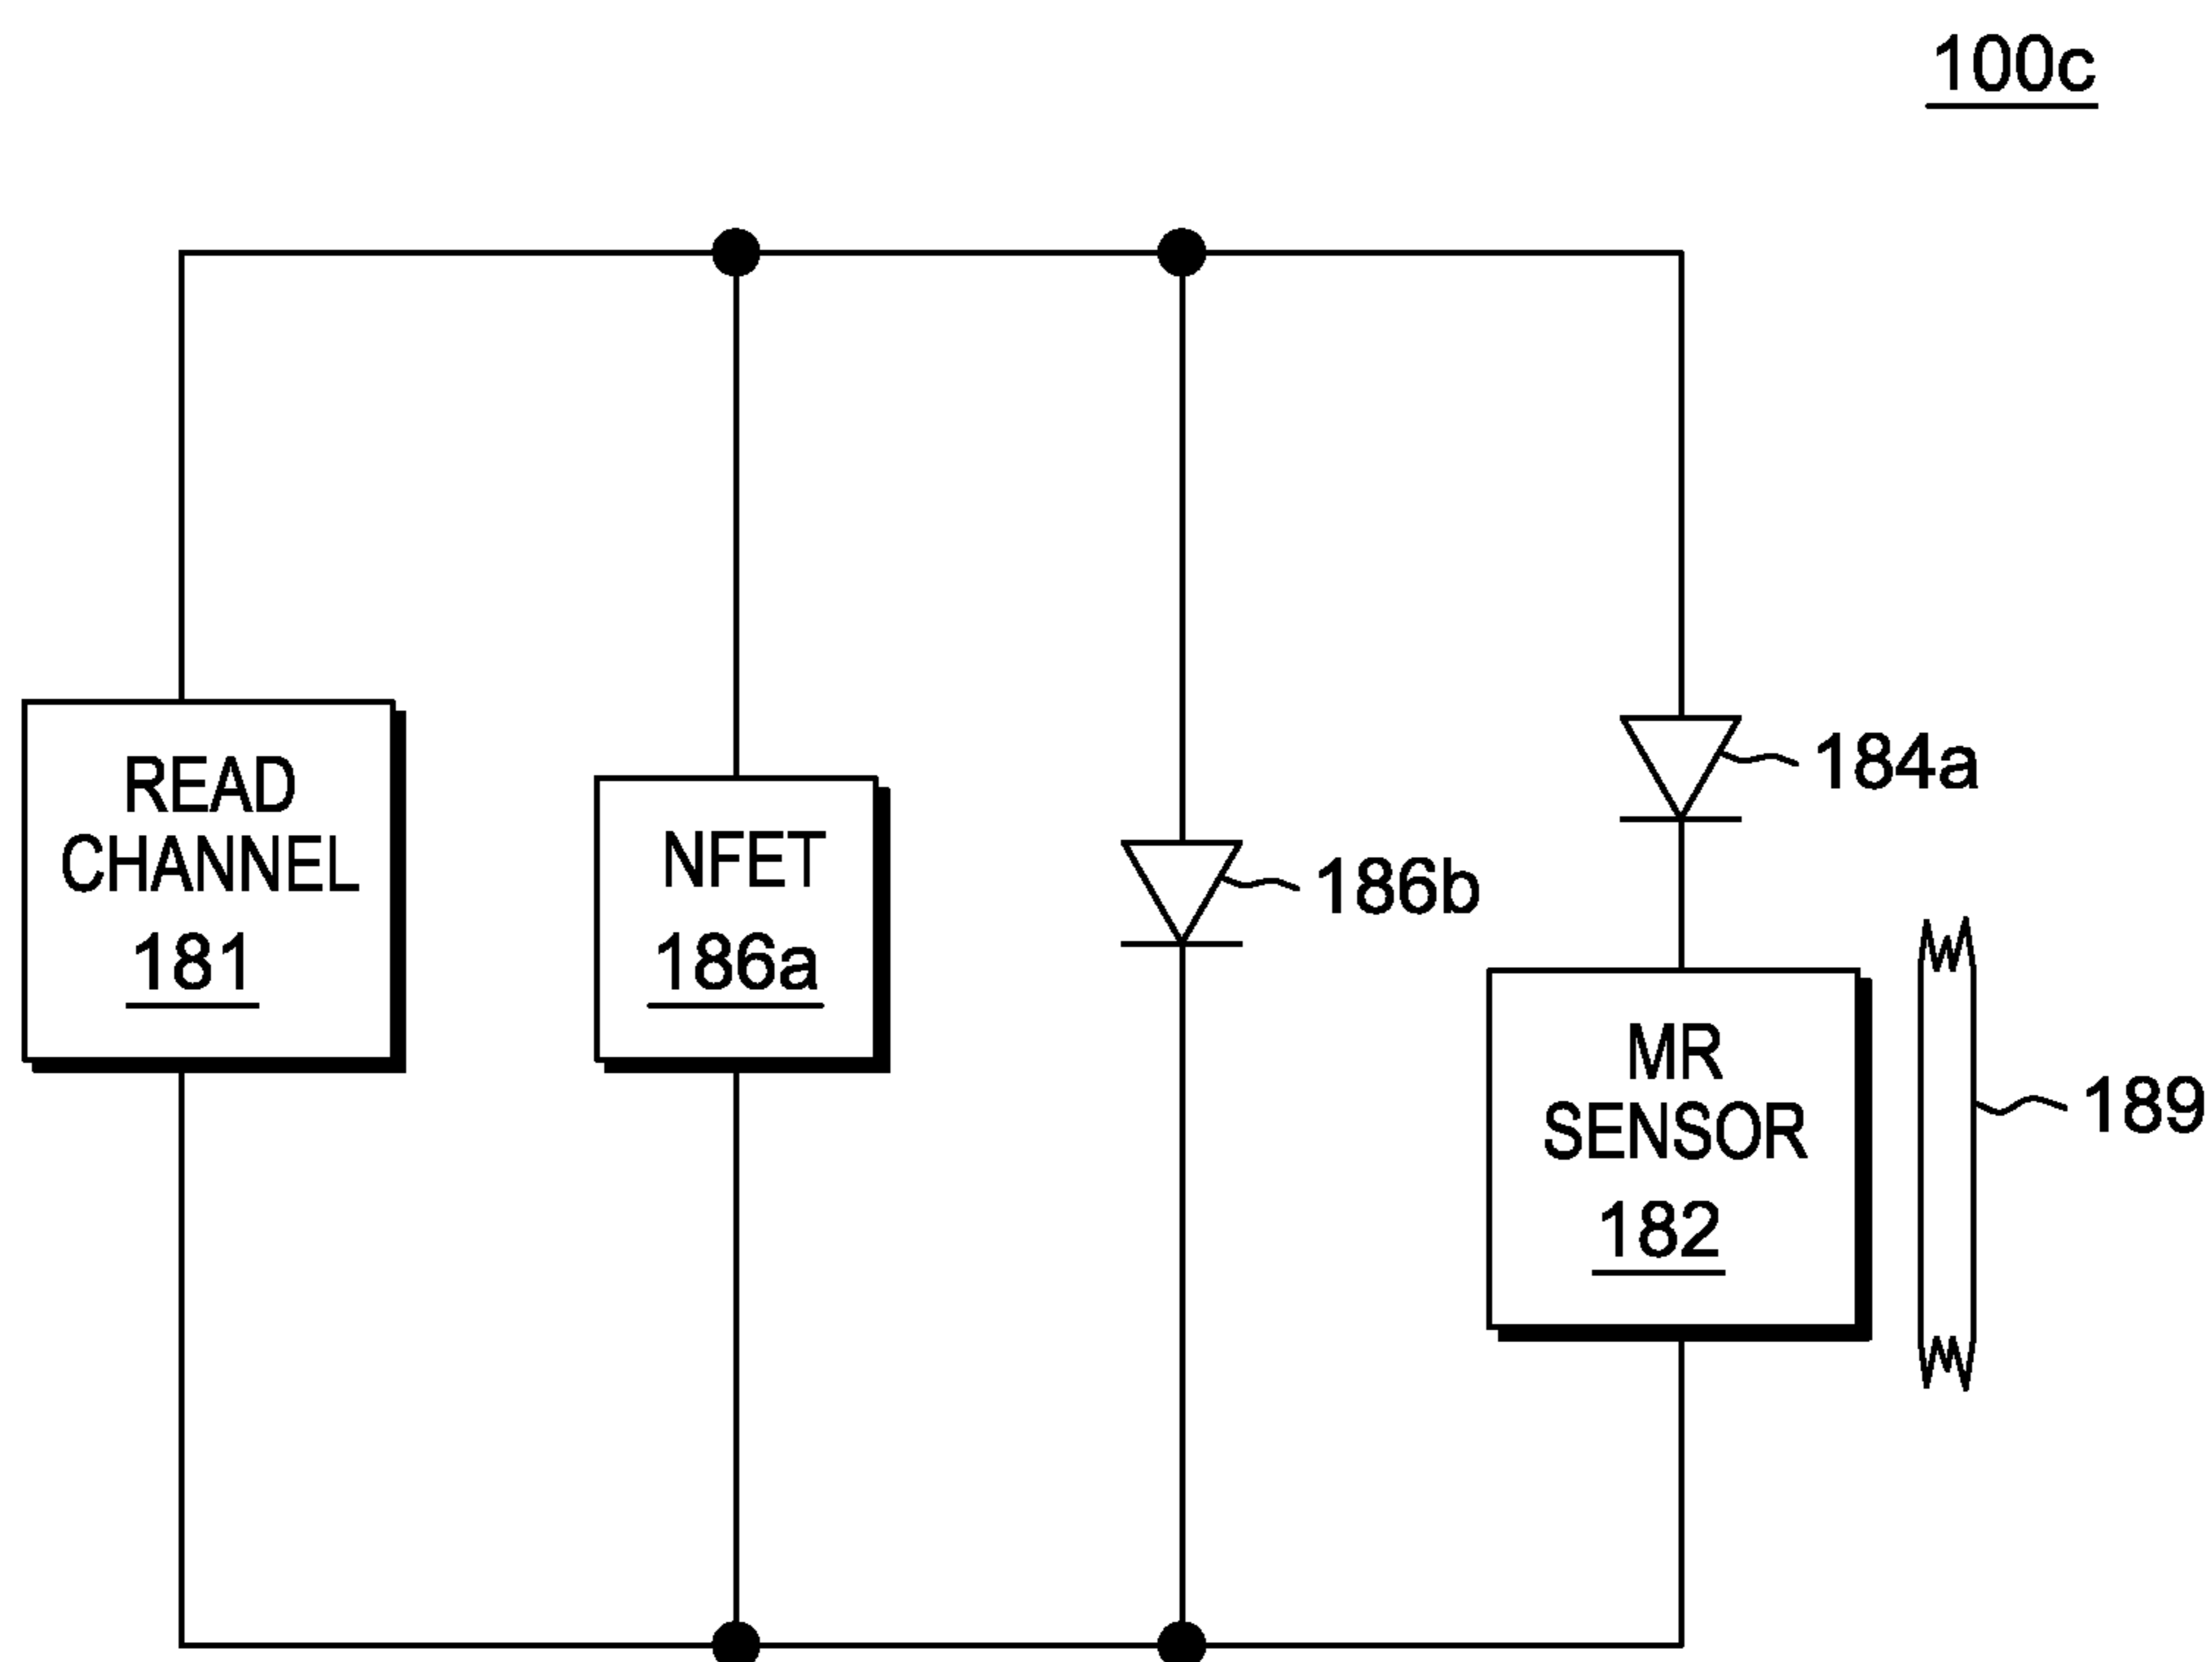 100c
READ
CHANNEL
181
NFET
186a
186b
184a
MR
SENSOR
182
189